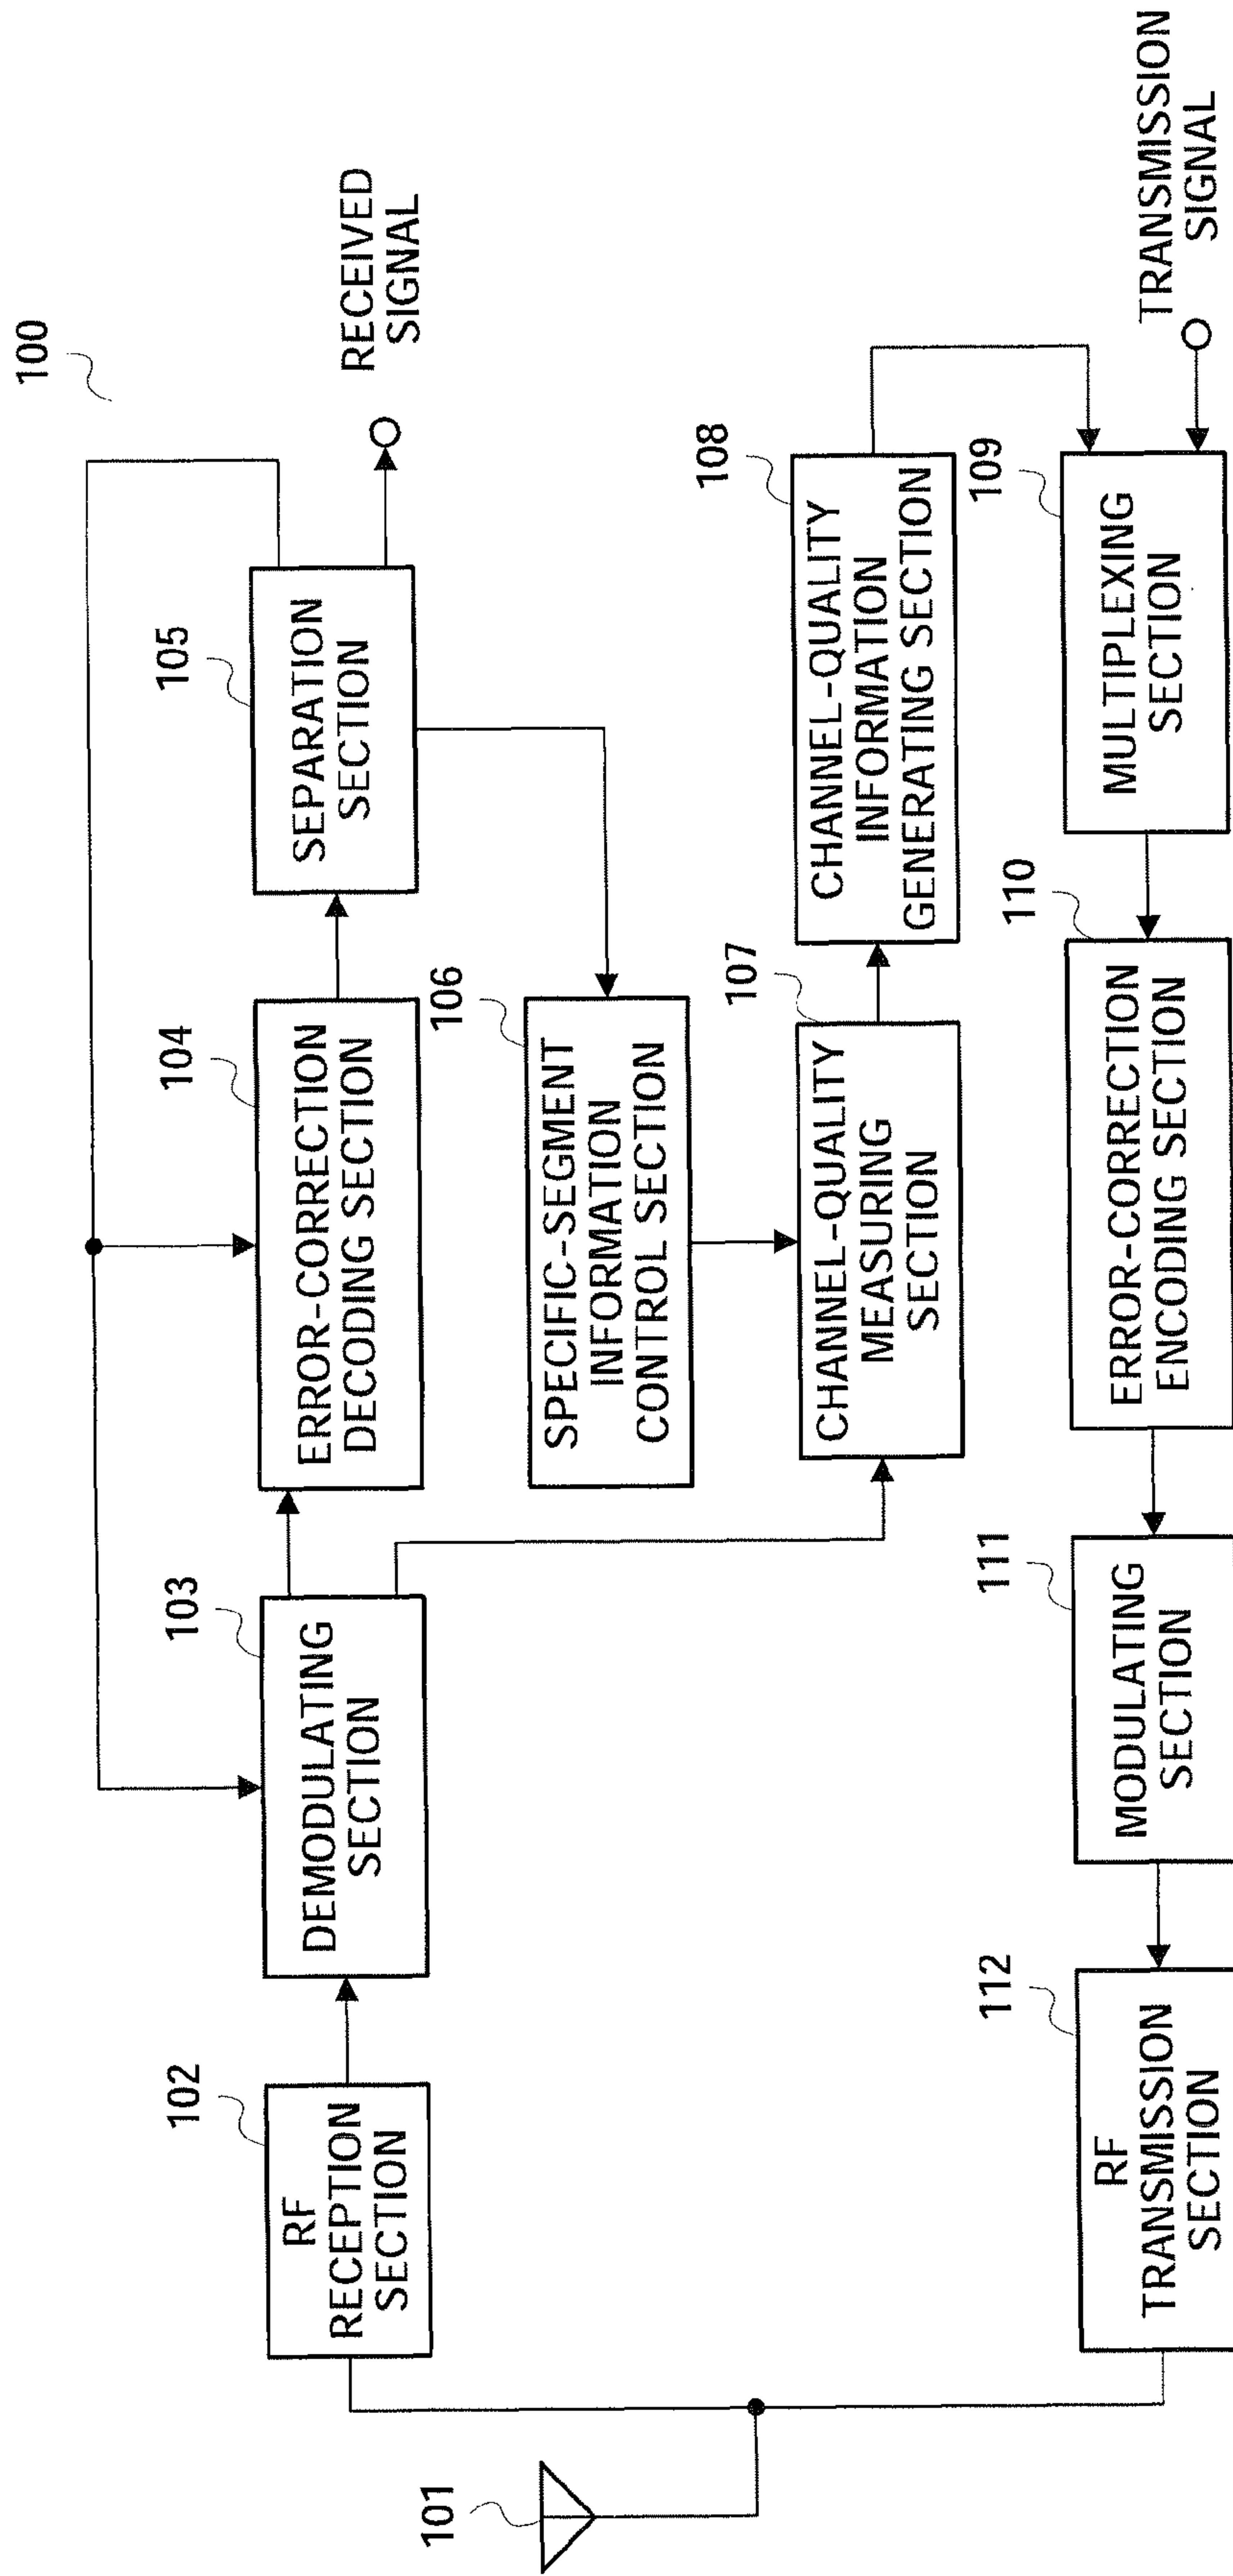 100
101
102
RF
RECEPTION
SECTION
103
DEMODULATING
SECTION
104
ERROR-CORRECTION
DECODING SECTION
105
SEPARATION
SECTION
RECEIVED
SIGNAL
106
SPECIFIC-SEGMENT
INFORMATION
CONTROL SECTION
107
CHANNEL-QUALITY
MEASURING
SECTION
108
CHANNEL-QUALITY
INFORMATION
GENERATING SECTION
112
RF
TRANSMISSION
SECTION
111
MODULATING
SECTION
110
ERROR-CORRECTION
ENCODING SECTION
109
MULTIPLEXING
SECTION
TRANSMISSION
SIGNAL